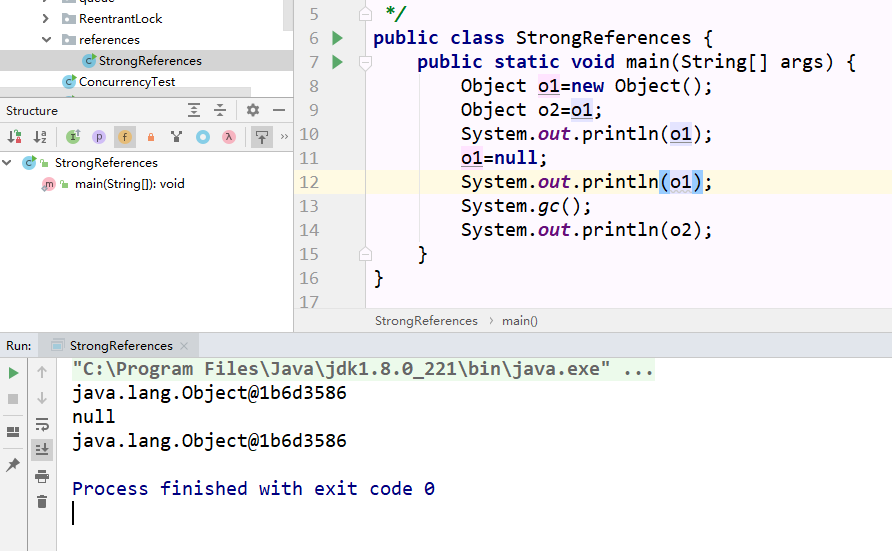 queue
ReentrantLock
references
StrongReferences
ConcurrencyTest
Structure
StrongReferences
main(String[]): void
5 */
6 public class StrongReferences {
7 public static void main(String[] args) {
8 Object o1=new Object();
9 Object o2=o1;
10 System.out.println(o1);
11 o1=null;
12 System.out.println(o1);
13 System.gc();
14 System.out.println(o2);
15 }
16 }
17
StrongReferences › main()
Run: StrongReferences ×
"C:\Program Files\Java\jdk1.8.0_221\bin\java.exe" ...
java.lang.Object@1b6d3586
null
java.lang.Object@1b6d3586
Process finished with exit code 0